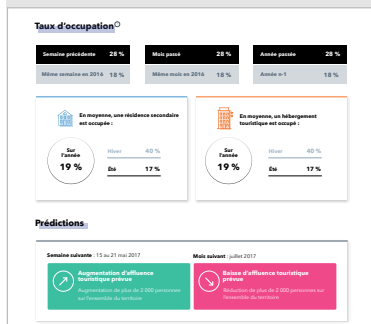 Taux d'occupation
Semaine précédente 28 %
Mois passé 28 %
Année passée 28 %
Même semaine en 2016 18 %
Même mois en 2016 18 %
Année n-1 18 %
En moyenne, une résidence secondaire
est occupée :
Sur
l'année
19 %
Hiver 40 %
Été 17 %
En moyenne, un hébergement
touristique est occupé :
Sur
l'année
19 %
Hiver 40 %
Été 17 %
Prédictions
Semaine suivante : 15 au 21 mai 2017
Augmentation d'affluence
touristique prévue
Augmentation de plus de 2 000 personnes
sur l'ensemble du territoire
Mois suivant : juillet 2017
Baisse d'affluence touristique
prévue
Réduction de plus de 2 000 personnes sur
l'ensemble du territoire